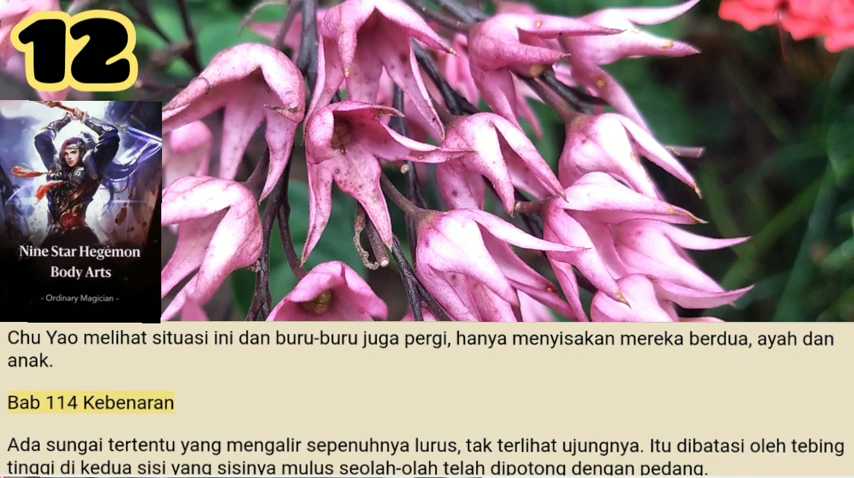 12
Nine Star Hegemon
Body Arts
- Ordinary Magician -
Chu Yao melihat situasi ini dan buru-buru juga pergi, hanya menyisakan mereka berdua, ayah dan
anak.
Bab 114 Kebenaran
Ada sungai tertentu yang mengalir sepenuhnya lurus, tak terlihat ujungnya. Itu dibatasi oleh tebing
tinggi di kedua sisi yang sisinya mulus seolah-olah telah dipotong dengan pedang.